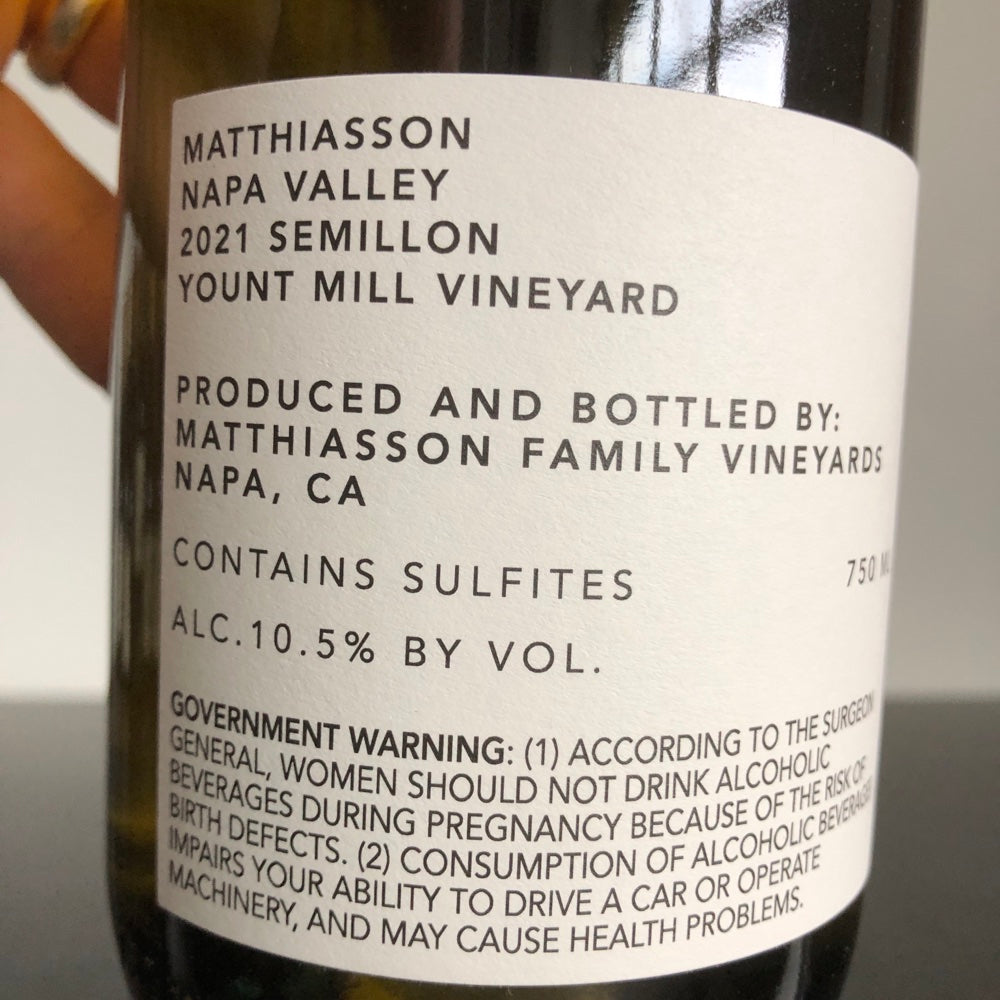 MATTHIASSON
NAPA VALLEY
2021 SEMILLON
YOUNT MILL VINEYARD
PRODUCED AND BOTTLED BY:
MATTHIASSON FAMILY VINEYARDS
NAPA, CA
CONTAINS SULFITES
750 ML
ALC.10.5% BY VOL.
GOVERNMENT WARNING: (1) ACCORDING TO THE SURGEON
GENERAL, WOMEN SHOULD NOT DRINK ALCOHOLIC
BEVERAGES DURING PREGNANCY BECAUSE OF THE RISK OF
BIRTH DEFECTS. (2) CONSUMPTION OF ALCOHOLIC BEVERAGES
IMPAIRS YOUR ABILITY TO DRIVE A CAR OR OPERATE
MACHINERY, AND MAY CAUSE HEALTH PROBLEMS.